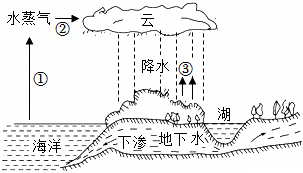 水蒸气 ② 云
① 降水 ③
湖
海洋 下渗 地下水